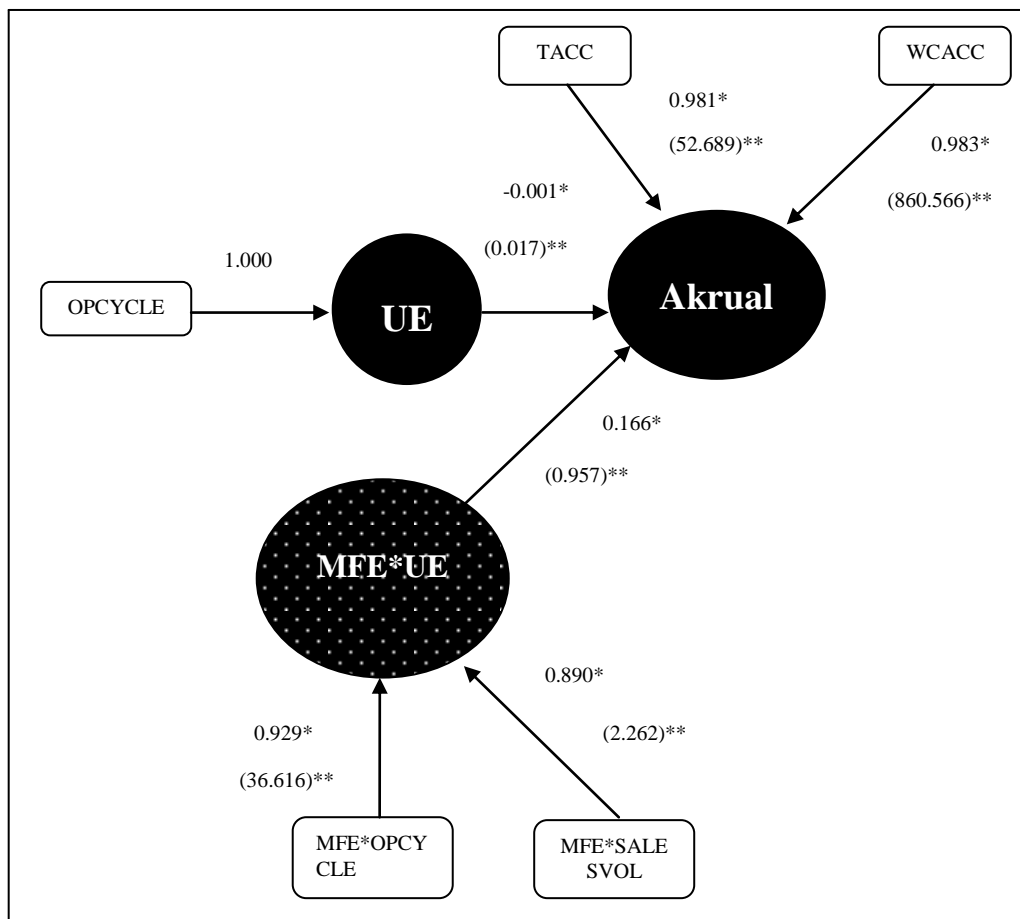 TACC
WCACC
0.981*
(52.689)**
0.983*
(860.566)**
-0.001*
(0.017)**
1.000
OPCYCLE
UE
Akrual
0.166*
(0.957)**
MFE*UE
0.890*
(2.262)**
0.929*
(36.616)**
MFE*OPCY
CLE
MFE*SALE
SVOL